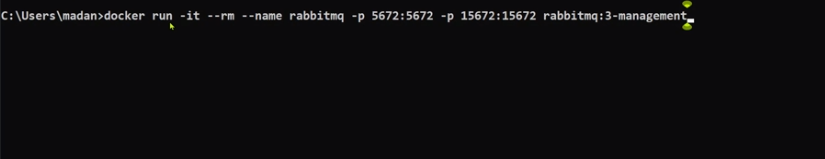 C:\Users\madan>docker run -it --rm --name rabbitmq -p 5672:5672 -p 15672:15672 rabbitmq:3-management